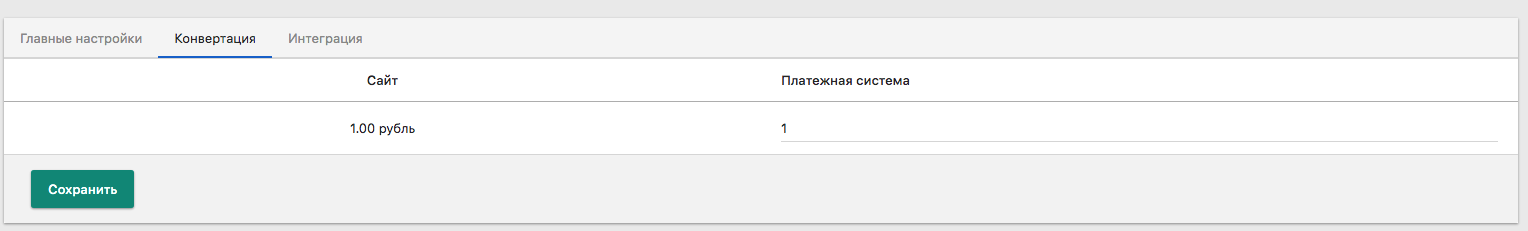 Главные настройки Конвертация Интеграция
Сайт Платежная система
1.00 рубль 1
Сохранить